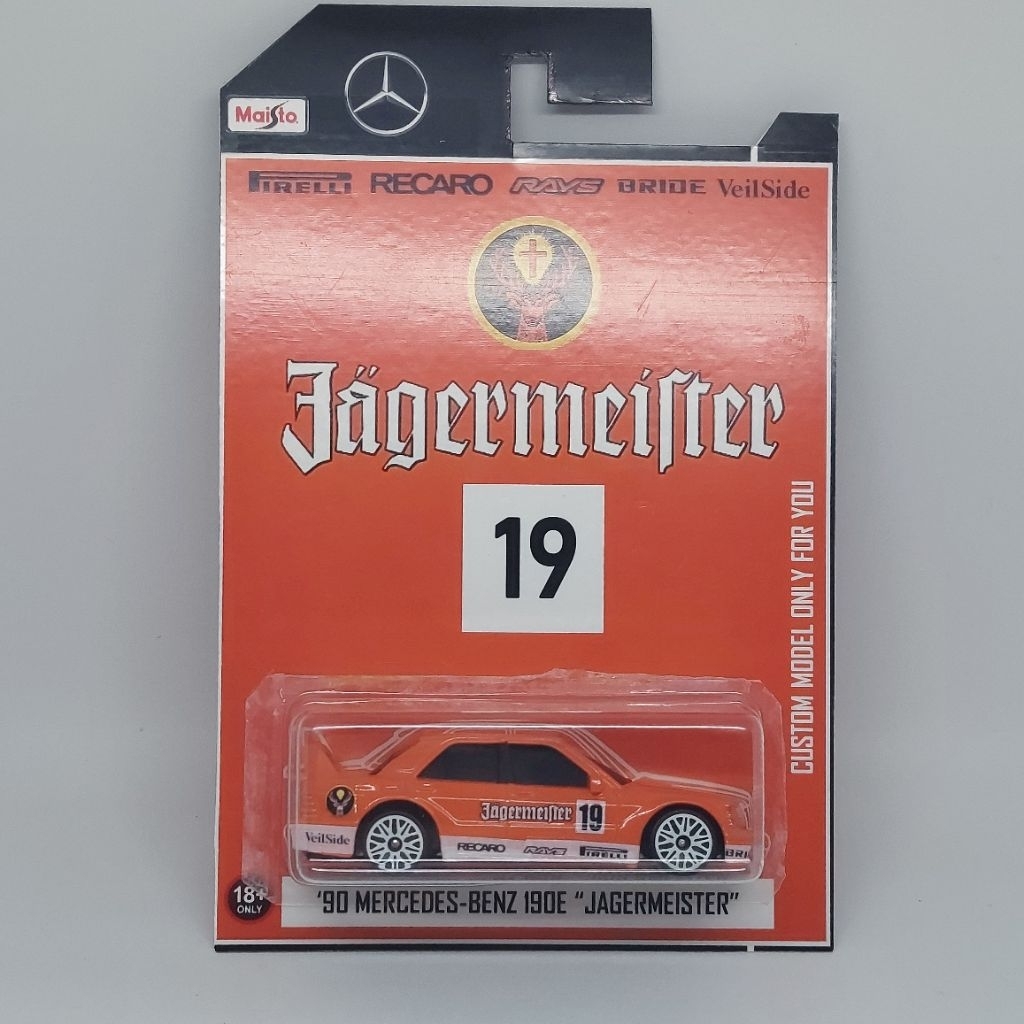 Maisto
PIRELLI RECARO RAYS BRIDE VeilSide
Jägermeiſter
19
CUSTOM MODEL ONLY FOR YOU
Jägermeiſter 19
VeilSide RECARO RAYS PIRELLI BRI
18+
ONLY
'90 MERCEDES-BENZ 190E "JAGERMEISTER"